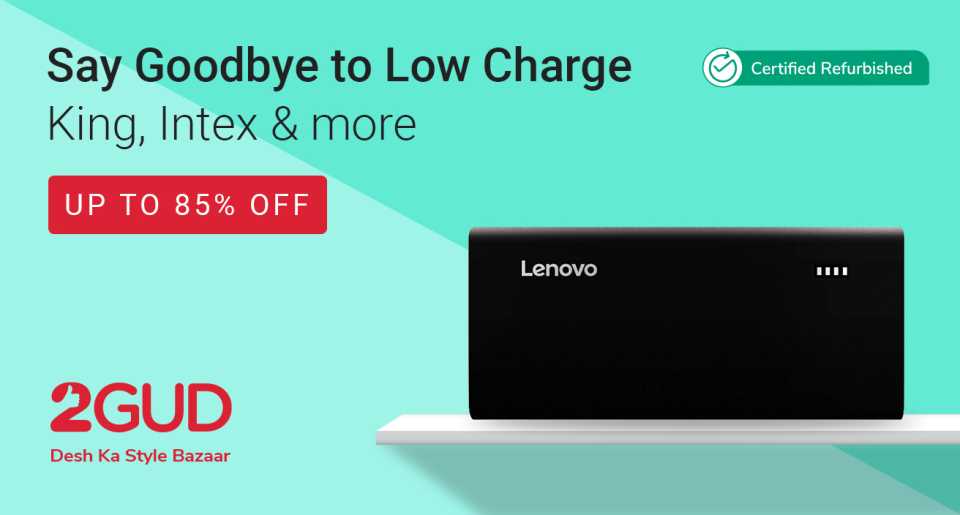 Say Goodbye to Low Charge
King, Intex & more
UP TO 85% OFF
Certified Refurbished
Lenovo
2GUD
Desh Ka Style Bazaar